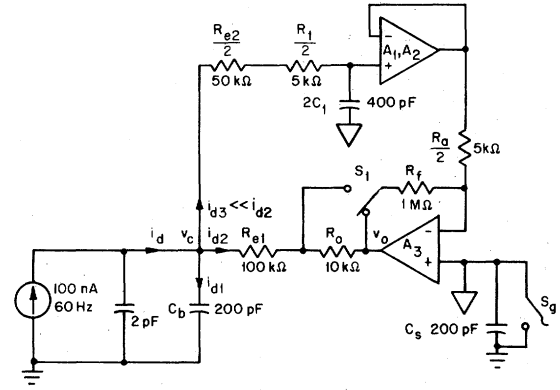 R_e2/2
50 kΩ
R_1/2
5 kΩ
2C_1
400 pF
−
A_1, A_2
+
R_a/2
5kΩ
S_1
R_f
1 MΩ
i_d3 << i_d2
i_d
v_c
i_d2
R_e1
100 kΩ
R_o
10 kΩ
v_o
−
A_3
+
100 nA
60 Hz
2 pF
C_b
i_d1
200 pF
C_s
200 pF
S_g